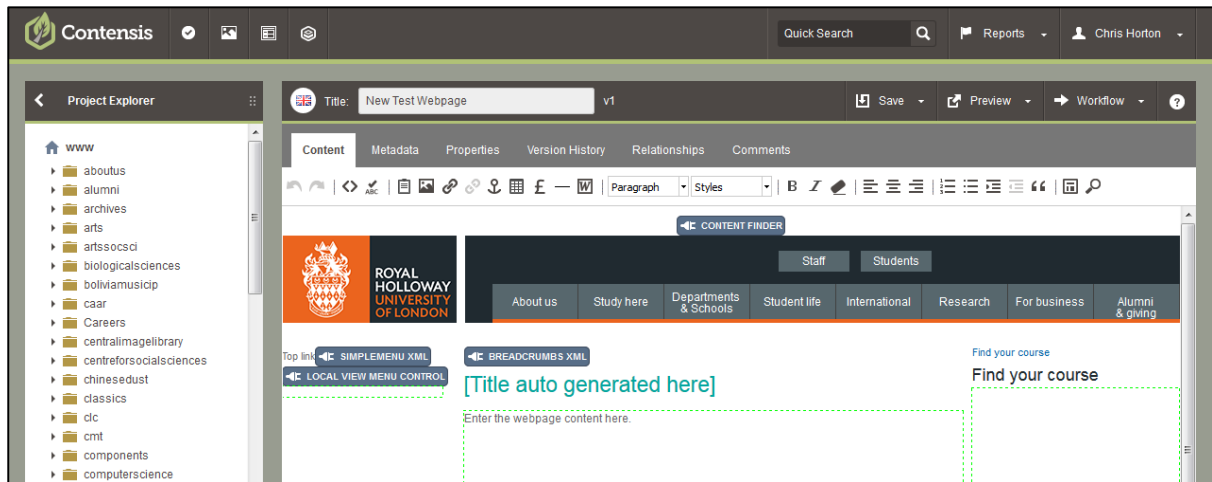 Contensis
Quick Search
Reports
Chris Horton
Project Explorer
Title: New Test Webpage v1
Save
Preview
Workflow
?
www
aboutus
alumni
archives
arts
artssocsci
biologicalsciences
boliviamusicip
caar
Careers
centralimagelibrary
centreforsocialsciences
chinesedust
classics
clc
cmt
components
computerscience
Content Metadata Properties Version History Relationships Comments
ABC £ W Paragraph Styles B I
CONTENT FINDER
ROYAL
HOLLOWAY
UNIVERSITY
OF LONDON
Staff Students
About us Study here Departments & Schools Student life International Research For business Alumni & giving
Top link SIMPLEMENU XML
LOCAL VIEW MENU CONTROL
BREADCRUMBS XML
[Title auto generated here]
Enter the webpage content here.
Find your course
Find your course